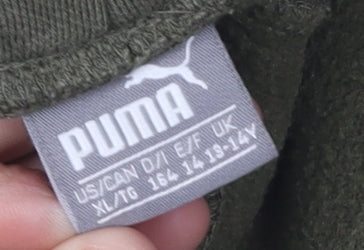 PUMA
US/CAN D/I E/F UK
XL/TG 164 14 13-14Y